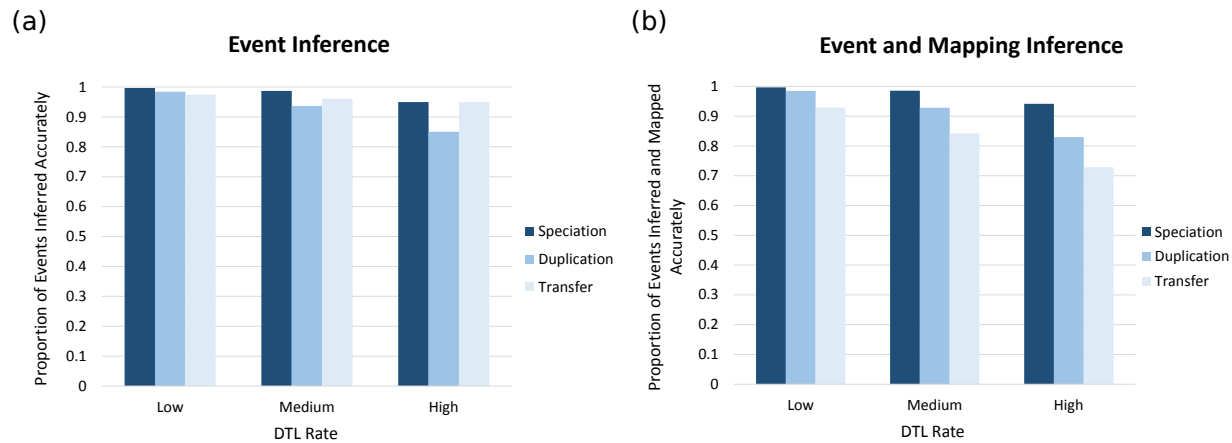 (a)
Event Inference
Proportion of Events Inferred Accurately
1
0.9
0.8
0.7
0.6
0.5
0.4
0.3
0.2
0.1
0
Low Medium High
DTL Rate
Speciation
Duplication
Transfer
(b)
Event and Mapping Inference
Proportion of Events Inferred and Mapped
Accurately
1
0.9
0.8
0.7
0.6
0.5
0.4
0.3
0.2
0.1
0
Low Medium High
DTL Rate
Speciation
Duplication
Transfer